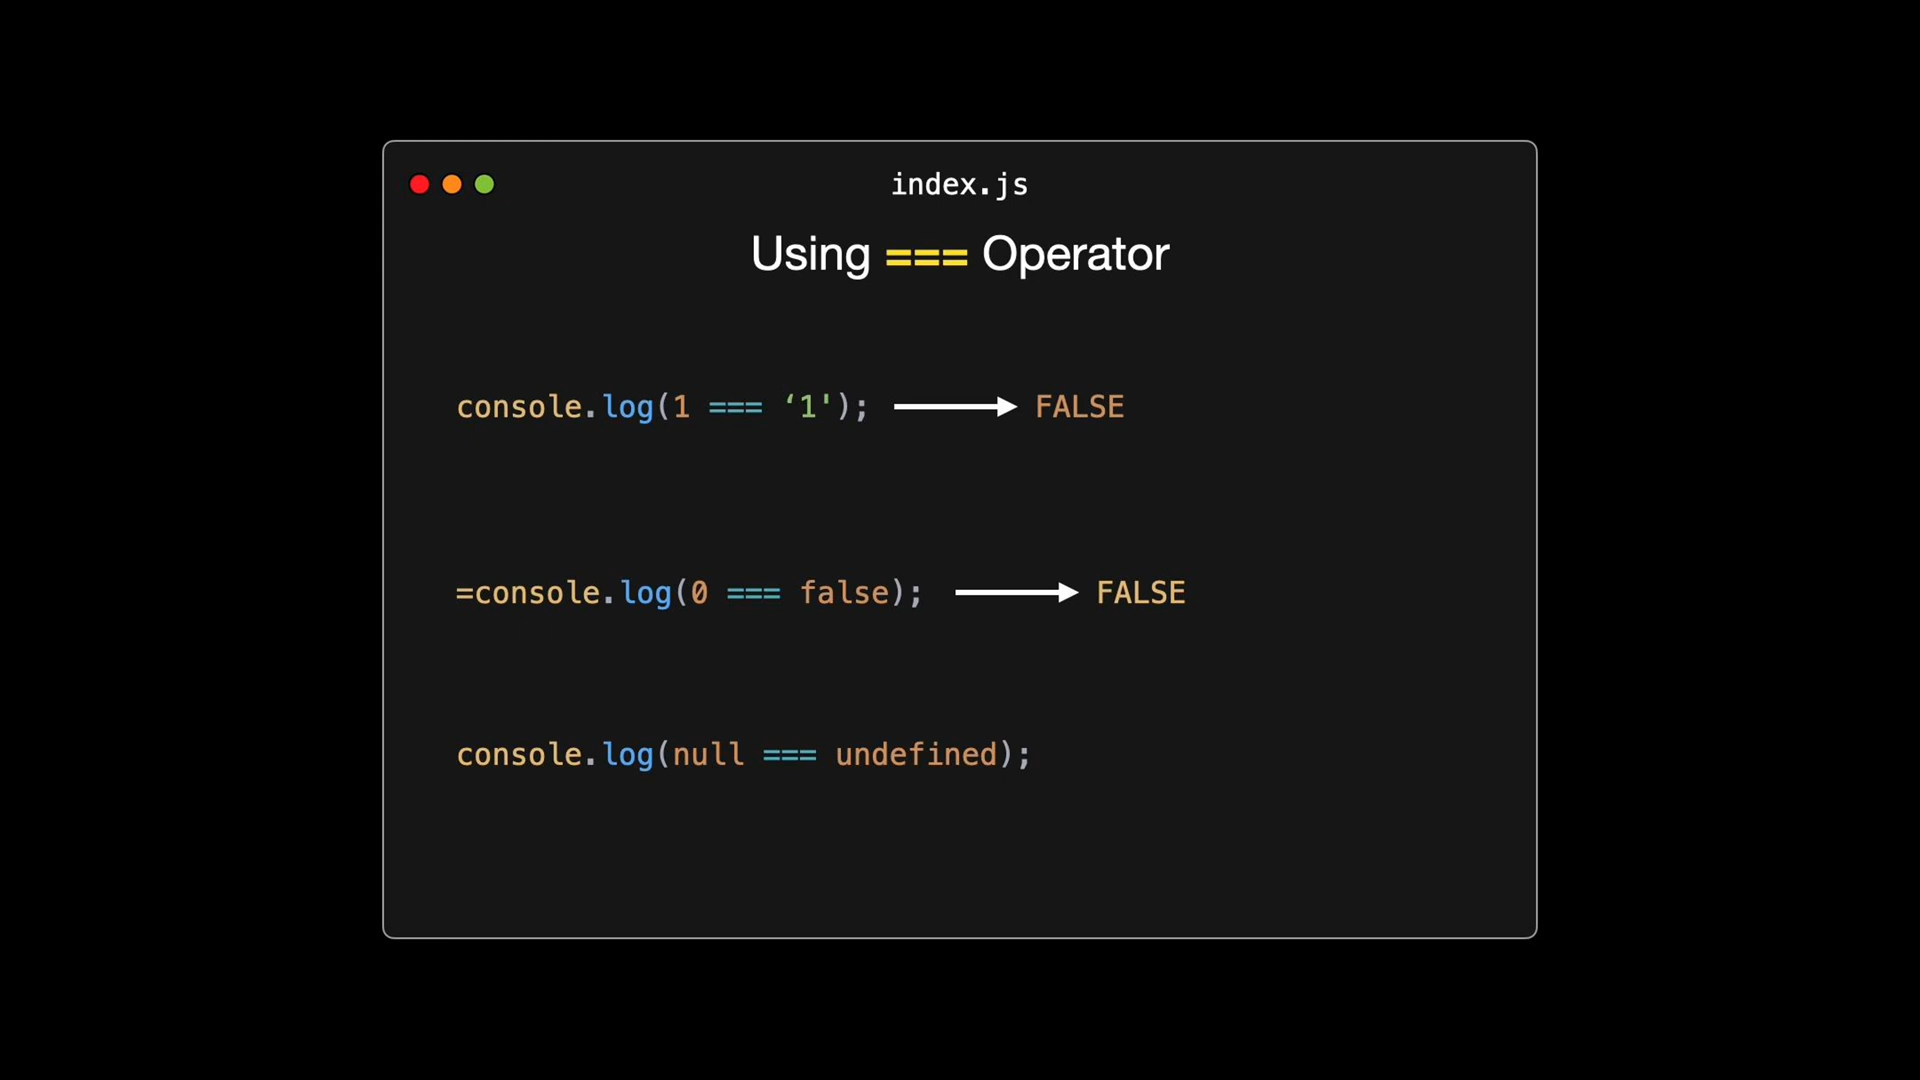 index.js
Using === Operator
console.log(1 === ‘1'); FALSE
=console.log(0 === false); FALSE
console.log(null === undefined);